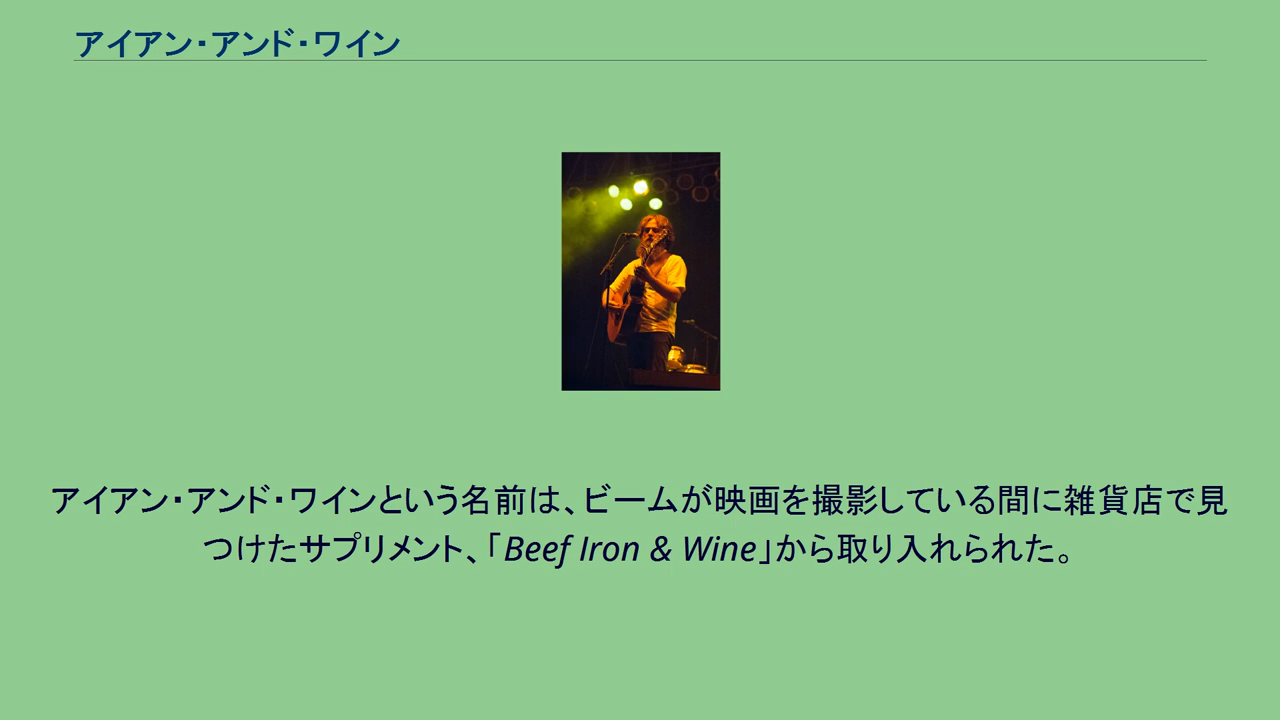 アイアン・アンド・ワイン
アイアン・アンド・ワインという名前は、ビームが映画を撮影している間に雑貨店で見
つけたサプリメント、「Beef Iron & Wine」から取り入れられた。